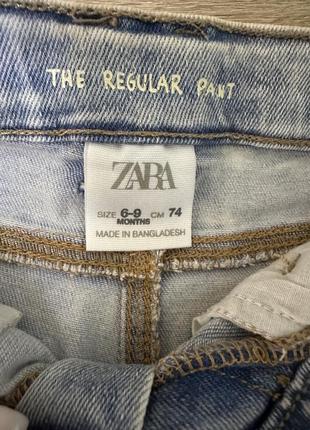 THE REGULAR PANT
ZARA
SIZE 6-9 CM 74
MONTHS
MADE IN BANGLADESH